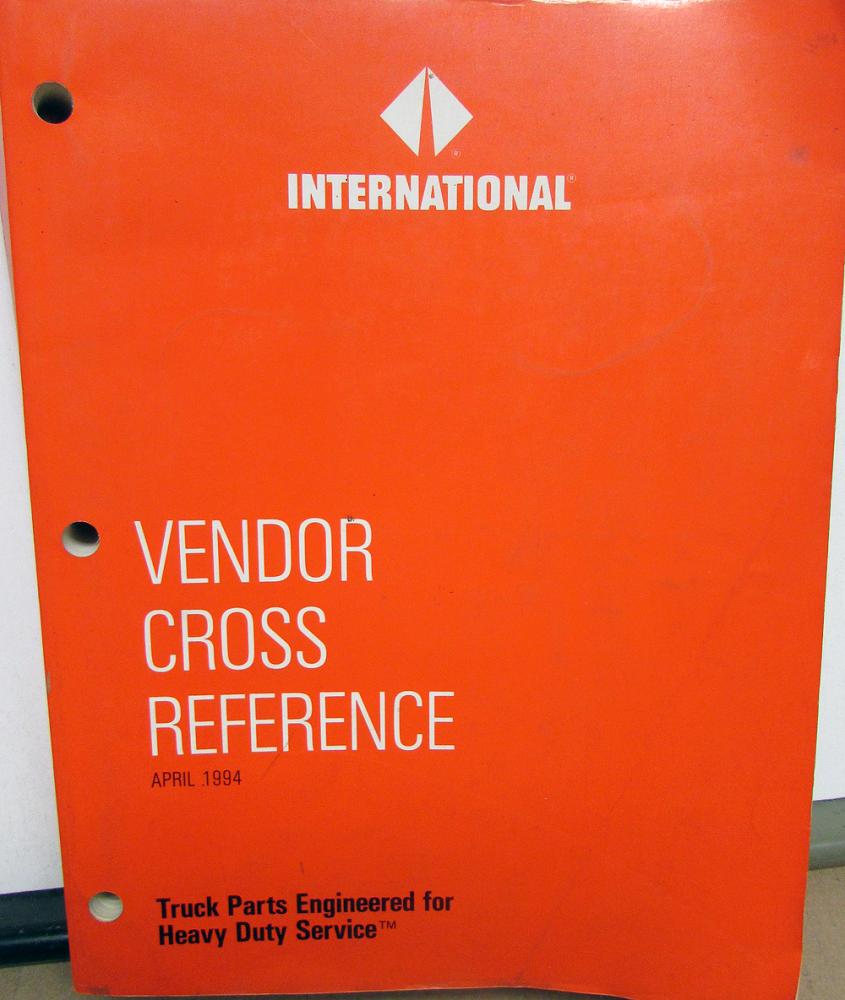 INTERNATIONAL®
VENDOR
CROSS
REFERENCE
APRIL 1994
Truck Parts Engineered for
Heavy Duty Service™